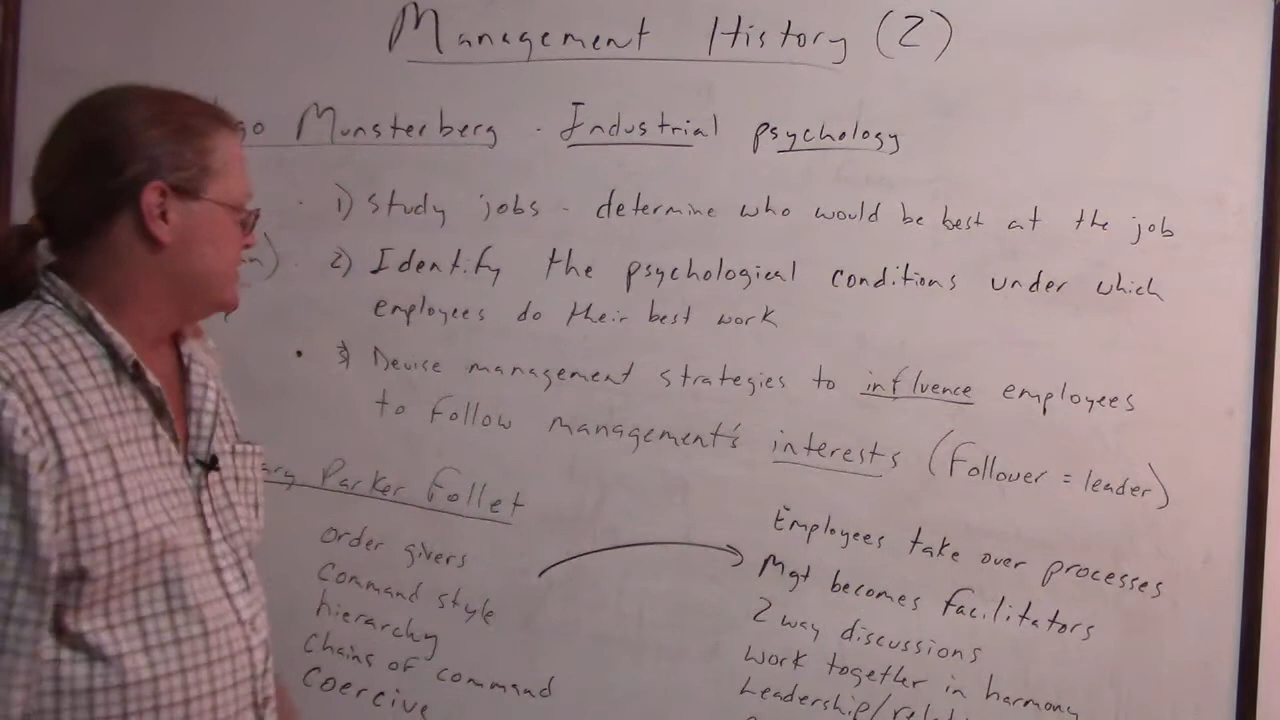 Management History (2)
go Munsterberg - Industrial psychology
1) Study jobs - determine who would be best at the job
2) Identify the psychological conditions under which
employees do their best work
3) Devise management strategies to influence employees
to follow management's interests (Follower = leader)
ary Parker Follet
Order givers
Command style
hierarchy
Chains of command
Coercive
Employees take over processes
Mgt becomes facilitators
2 way discussions
work together in harmony
Leadership/